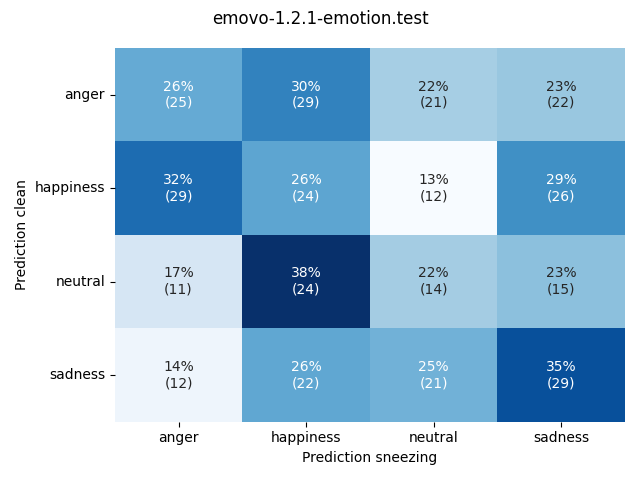 emovo-1.2.1-emotion.test
Prediction clean
anger
26%
(25)
30%
(29)
22%
(21)
23%
(22)
happiness
32%
(29)
26%
(24)
13%
(12)
29%
(26)
neutral
17%
(11)
38%
(24)
22%
(14)
23%
(15)
sadness
14%
(12)
26%
(22)
25%
(21)
35%
(29)
anger
happiness
neutral
sadness
Prediction sneezing